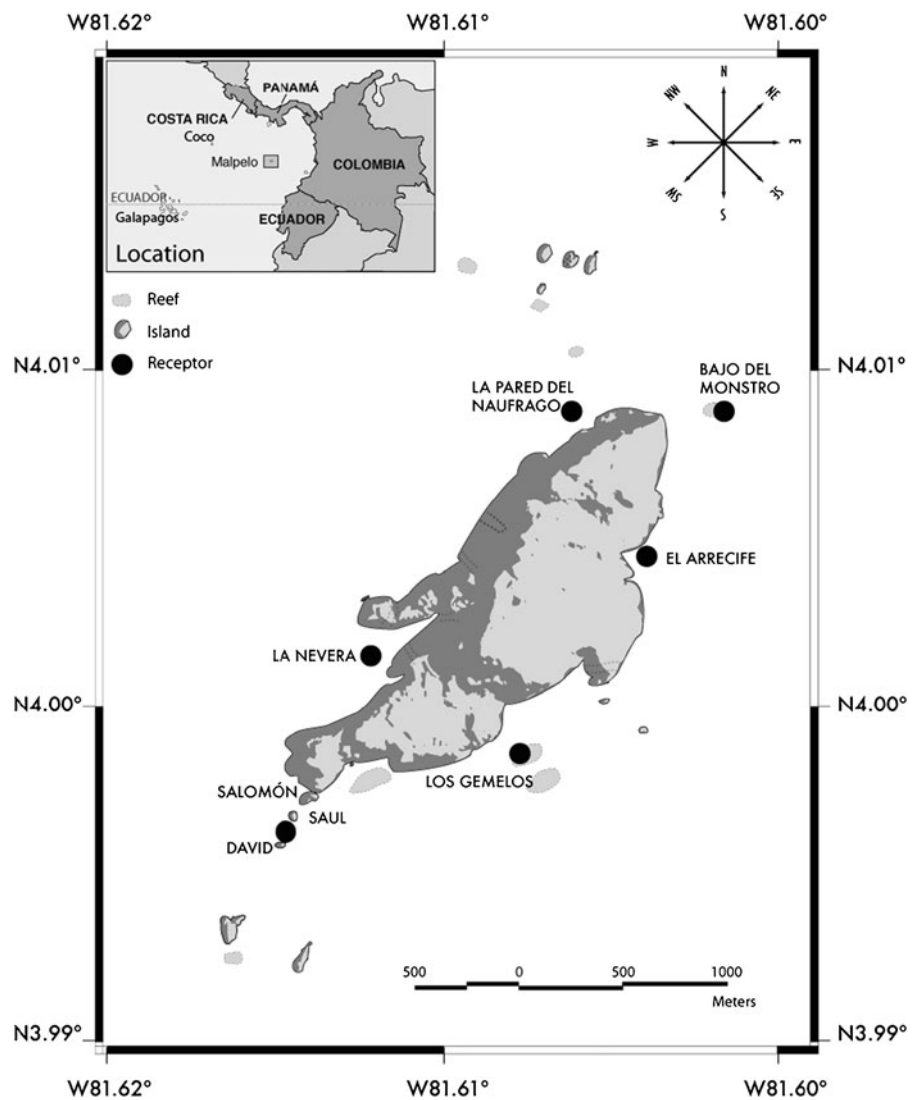 W81.62° W81.61° W81.60°
PANAMÁ
COSTA RICA
Coco
Malpelo
COLOMBIA
ECUADOR
Galapagos
ECUADOR
Location
N
NW NE
W E
SW SE
S
Reef
Island
Receptor
N4.01° N4.01°
LA PARED DEL
NAUFRAGO
BAJO DEL
MONSTRO
EL ARRECIFE
LA NEVERA
N4.00° N4.00°
LOS GEMELOS
SALOMÓN
SAUL
DAVID
500 0 500 1000
Meters
N3.99° N3.99°
W81.62° W81.61° W81.60°